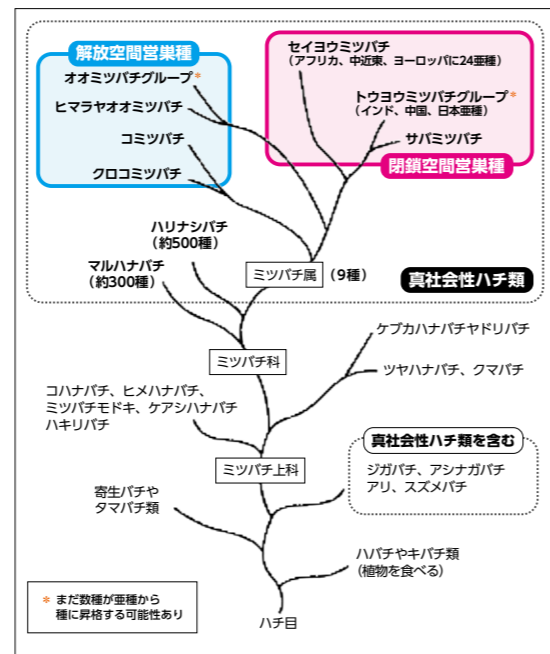 解放空間営巣種
オオミツバチグループ*
ヒマラヤオオミツバチ
コミツバチ
クロコミツバチ
セイヨウミツバチ
(アフリカ、中近東、ヨーロッパに24亜種)
トウヨウミツバチグループ*
(インド、中国、日本亜種)
サバミツバチ
閉鎖空間営巣種
ハリナシバチ
(約500種)
マルハナバチ
(約300種)
ミツバチ属 (9種)
真社会性ハチ類
ミツバチ科
ケブカハナバチヤドリバチ
ツヤハナバチ、クマバチ
コハナバチ、ヒメハナバチ、
ミツバチモドキ、ケアシハナバチ
ハキリバチ
ミツバチ上科
真社会性ハチ類を含む
ジガバチ、アシナガバチ
アリ、スズメバチ
寄生バチや
タマバチ類
ハバチやキバチ類
(植物を食べる)
* まだ数種が亜種から
種に昇格する可能性あり
ハチ目